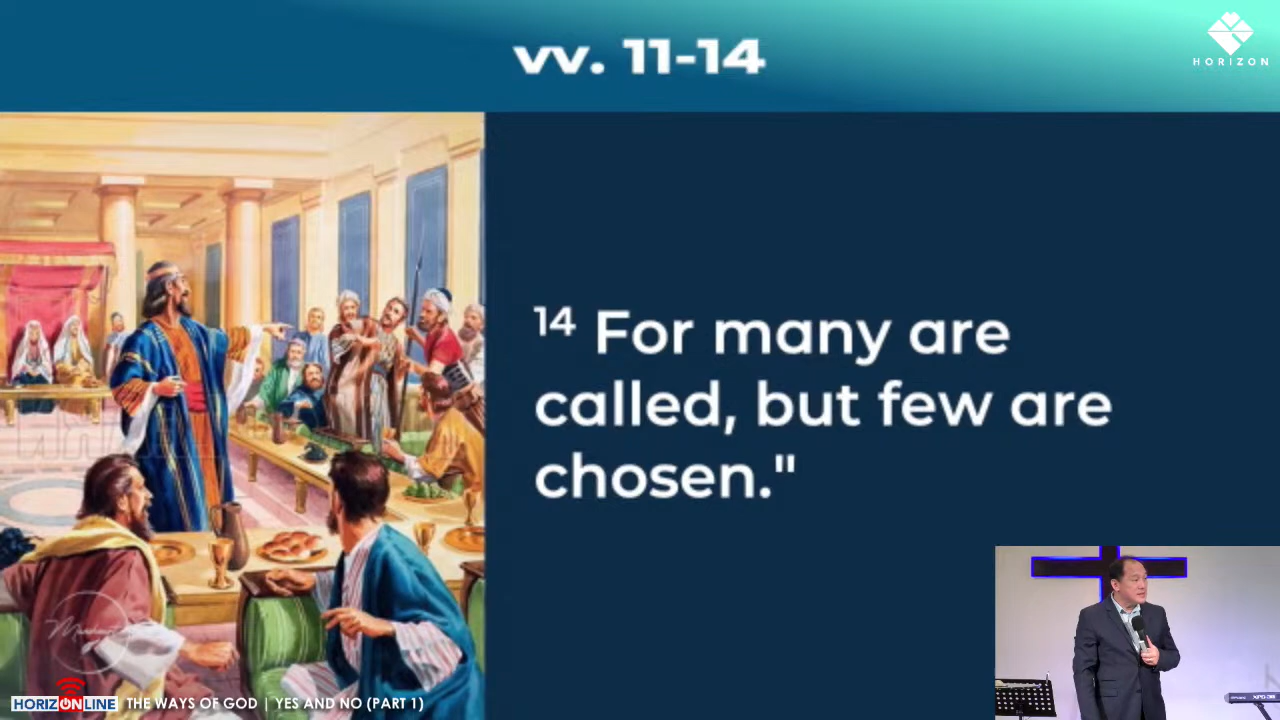 vv. 11-14
HORIZON
14 For many are
called, but few are
chosen."
HORIZONLINE THE WAYS OF GOD | YES AND NO (PART 1)